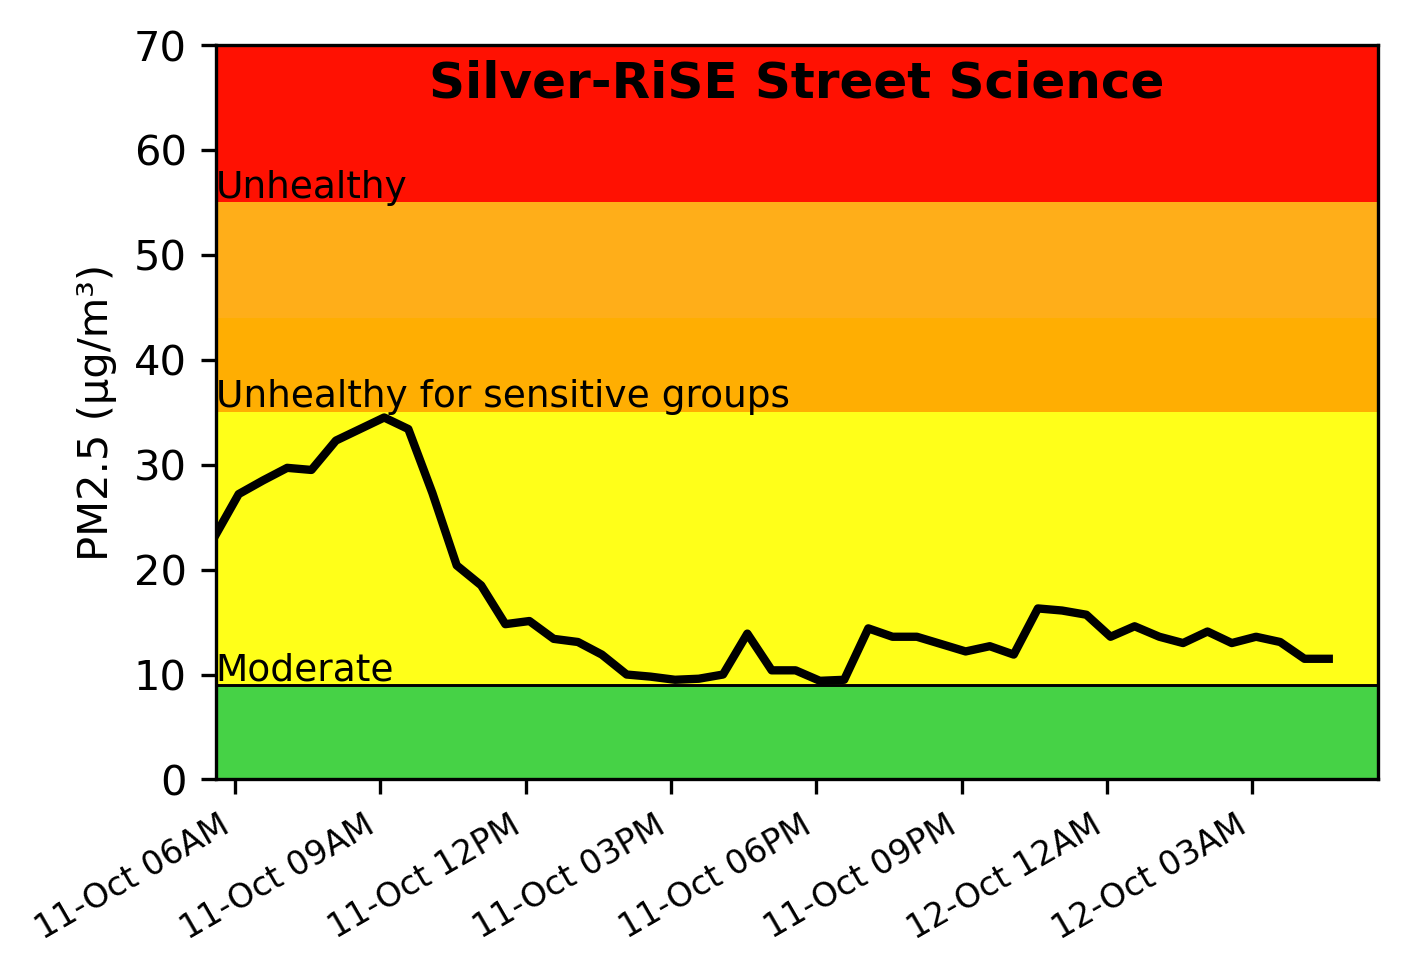 Silver-RiSE Street Science
PM2.5 (µg/m³)
70
60
Unhealthy
50
40
Unhealthy for sensitive groups
30
20
10
Moderate
0
11-Oct 06AM
11-Oct 09AM
11-Oct 12PM
11-Oct 03PM
11-Oct 06PM
11-Oct 09PM
12-Oct 12AM
12-Oct 03AM